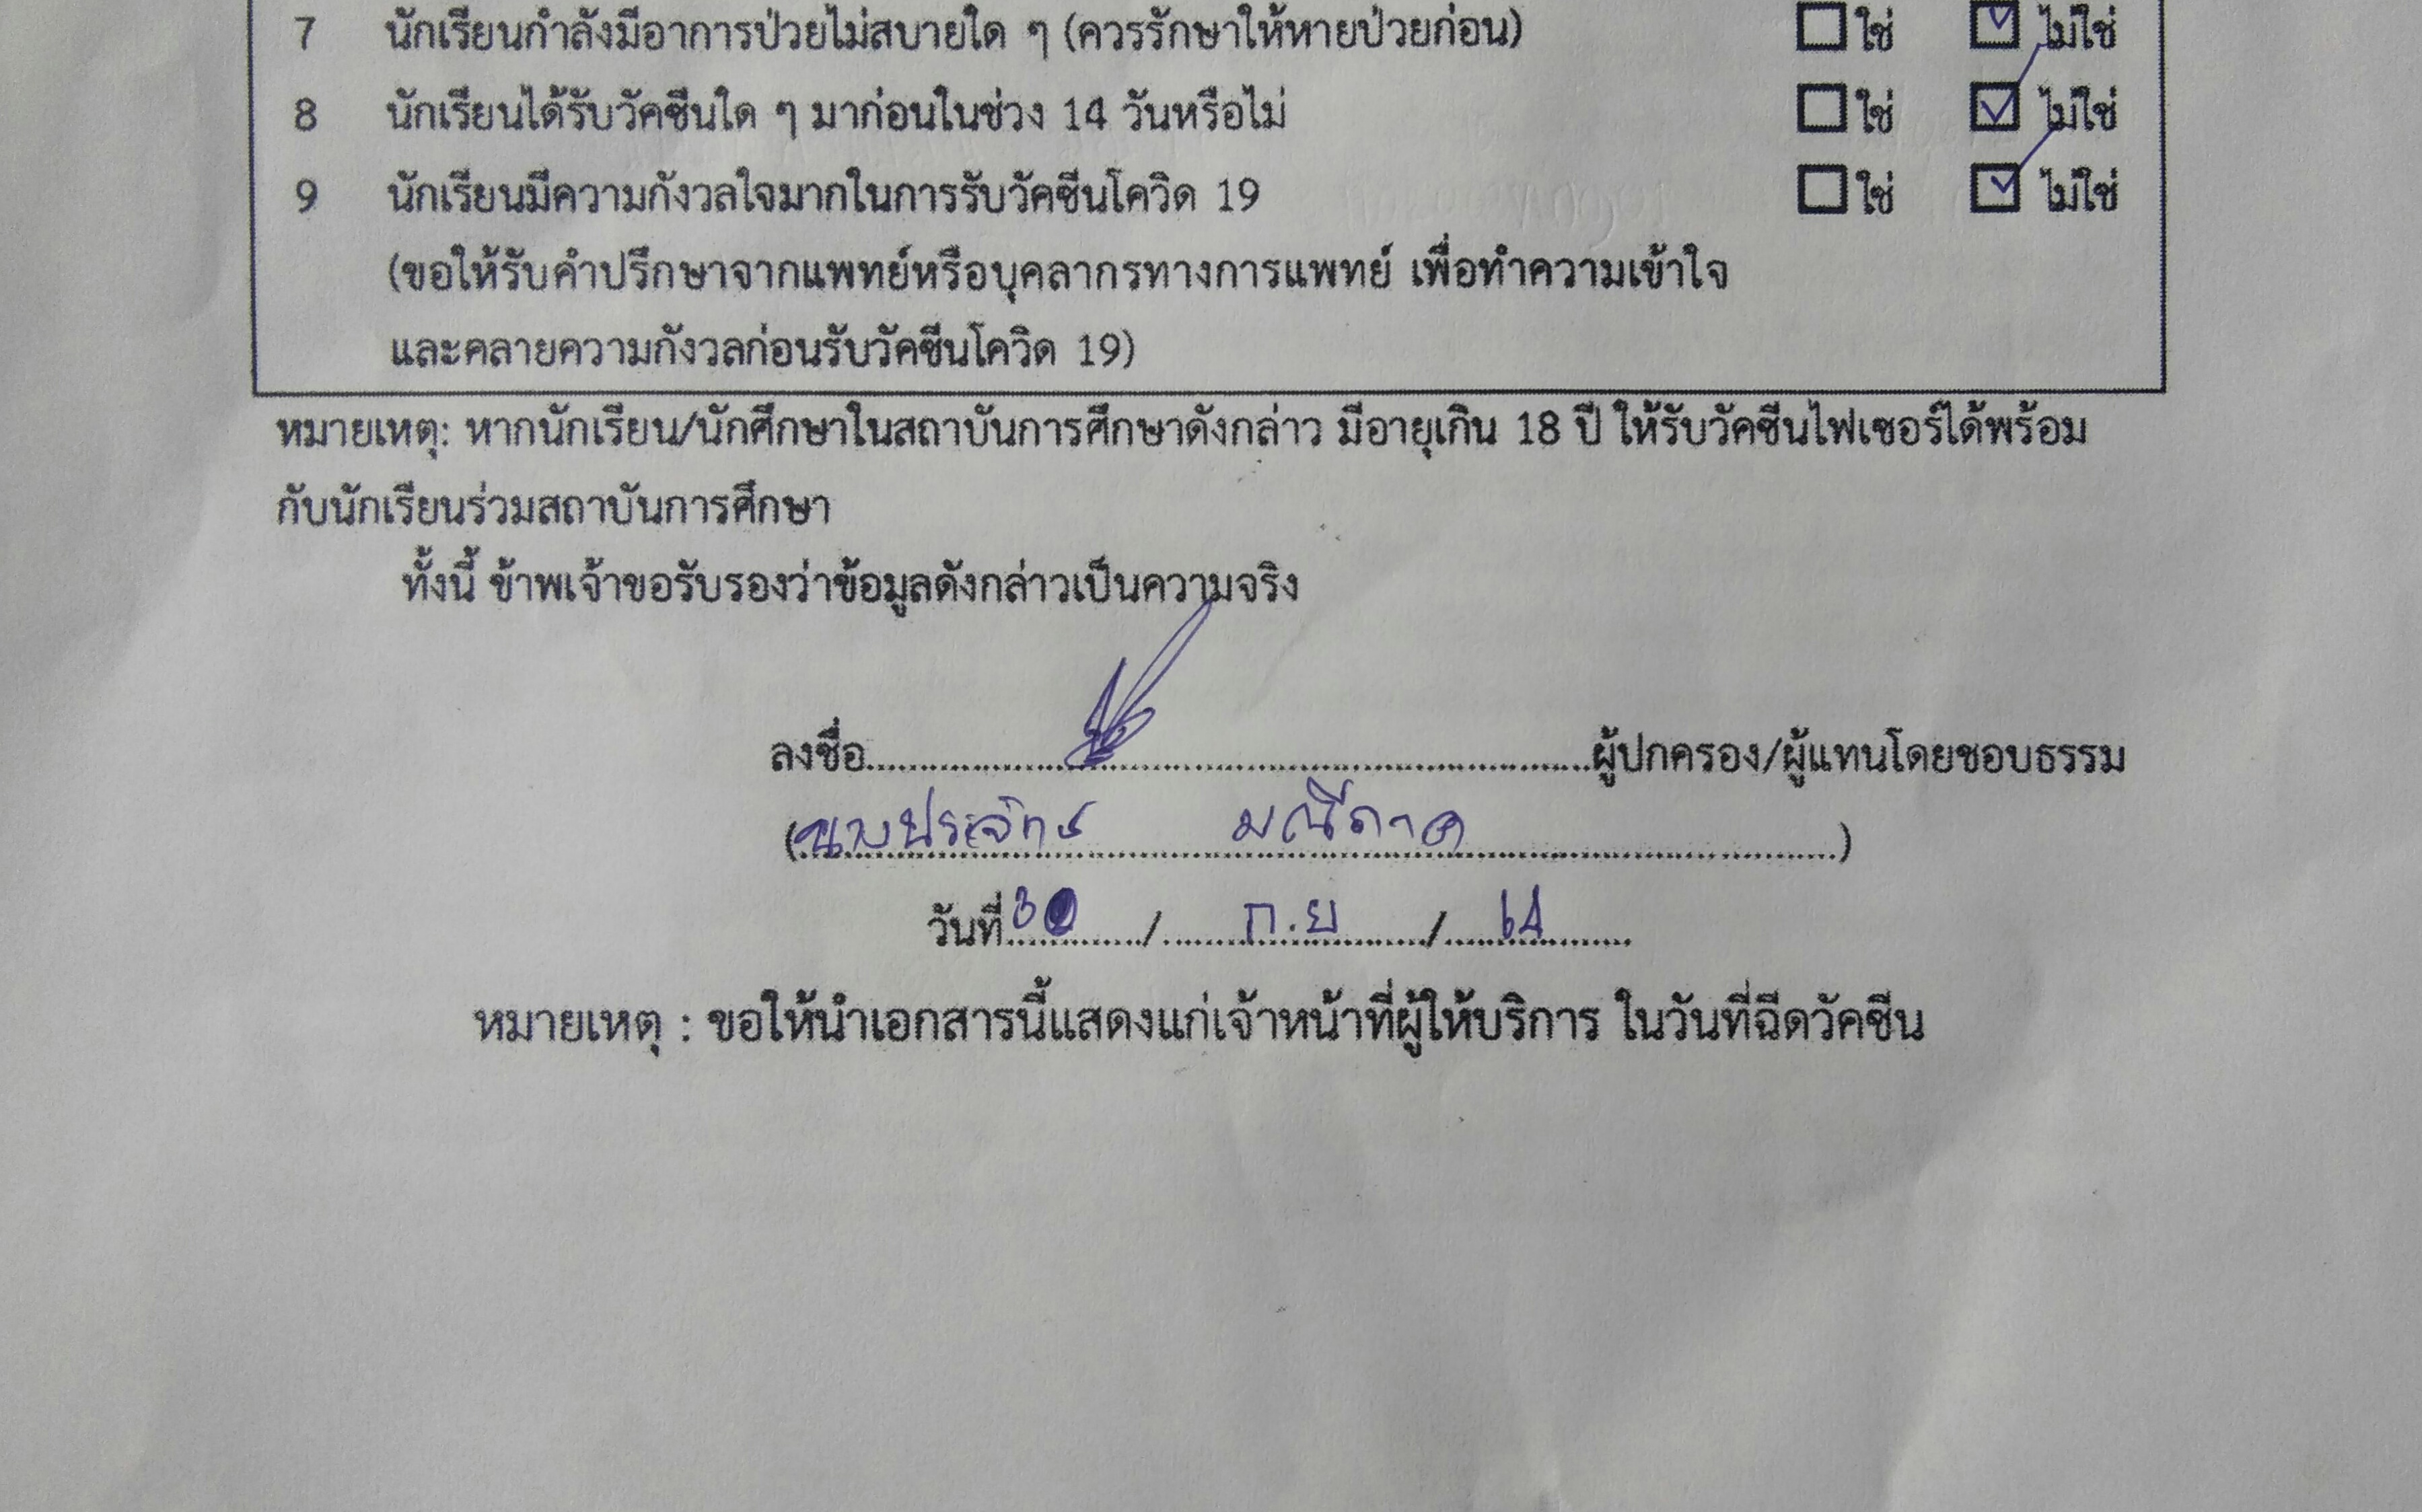 7 นักเรียนกำลังมีอาการป่วยไม่สบายใด ๆ (ควรรักษาให้หายป่วยก่อน) ใช่ ไม่ใช่
8 นักเรียนได้รับวัคซีนใด ๆ มาก่อนในช่วง 14 วันหรือไม่ ใช่ ไม่ใช่
9 นักเรียนมีความกังวลใจมากในการรับวัคซีนโควิด 19 ใช่ ไม่ใช่
(ขอให้รับคำปรึกษาจากแพทย์หรือบุคลากรทางการแพทย์ เพื่อทำความเข้าใจ
และคลายความกังวลก่อนรับวัคซีนโควิด 19)
หมายเหตุ: หากนักเรียน/นักศึกษาในสถาบันการศึกษาดังกล่าว มีอายุเกิน 18 ปี ให้รับวัคซีนไฟเซอร์ได้พร้อม
กับนักเรียนร่วมสถาบันการศึกษา
ทั้งนี้ ข้าพเจ้าขอรับรองว่าข้อมูลดังกล่าวเป็นความจริง
ลงชื่อ..........ผู้ปกครอง/ผู้แทนโดยชอบธรรม
(นางประจักษ์ มณีภาค)
วันที่ 30 / ก.ย / 64
หมายเหตุ : ขอให้นำเอกสารนี้แสดงแก่เจ้าหน้าที่ผู้ให้บริการ ในวันที่ฉีดวัคซีน